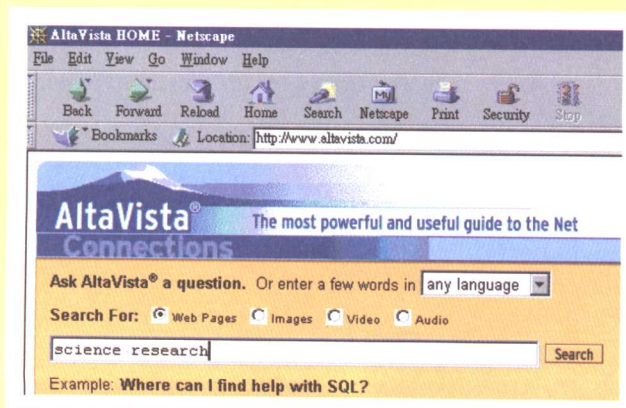 AltaVista HOME - Netscape
File Edit View Go Window Help
Back Forward Reload Home Search Netscape Print Security Stop
Bookmarks Location: http://www.altavista.com/
AltaVista® The most powerful and useful guide to the Net
Connections
Ask AltaVista® a question. Or enter a few words in any language
Search For: Web Pages Images Video Audio
science research Search
Example: Where can I find help with SQL?